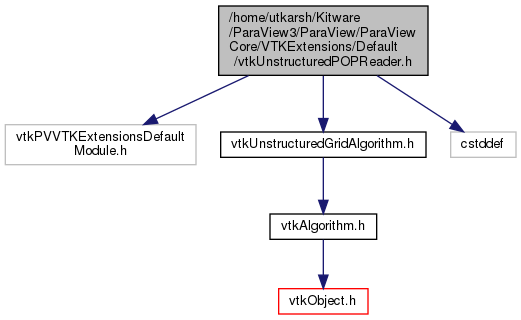 /home/utkarsh/Kitware
/ParaView3/ParaView/ParaView
Core/VTKExtensions/Default
/vtkUnstructuredPOPReader.h
vtkPVVTKExtensionsDefault
Module.h
vtkUnstructuredGridAlgorithm.h
cstddef
vtkAlgorithm.h
vtkObject.h